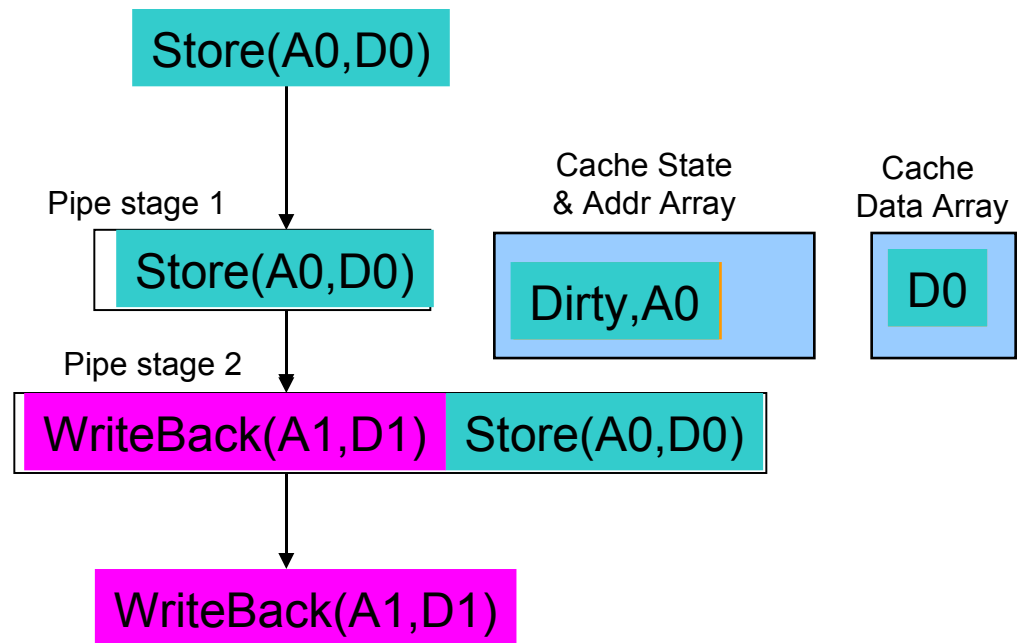 Store(A0,D0)
Pipe stage 1
Store(A0,D0)
Cache State
& Addr Array
Dirty,A0
Cache
Data Array
D0
Pipe stage 2
WriteBack(A1,D1) Store(A0,D0)
WriteBack(A1,D1)